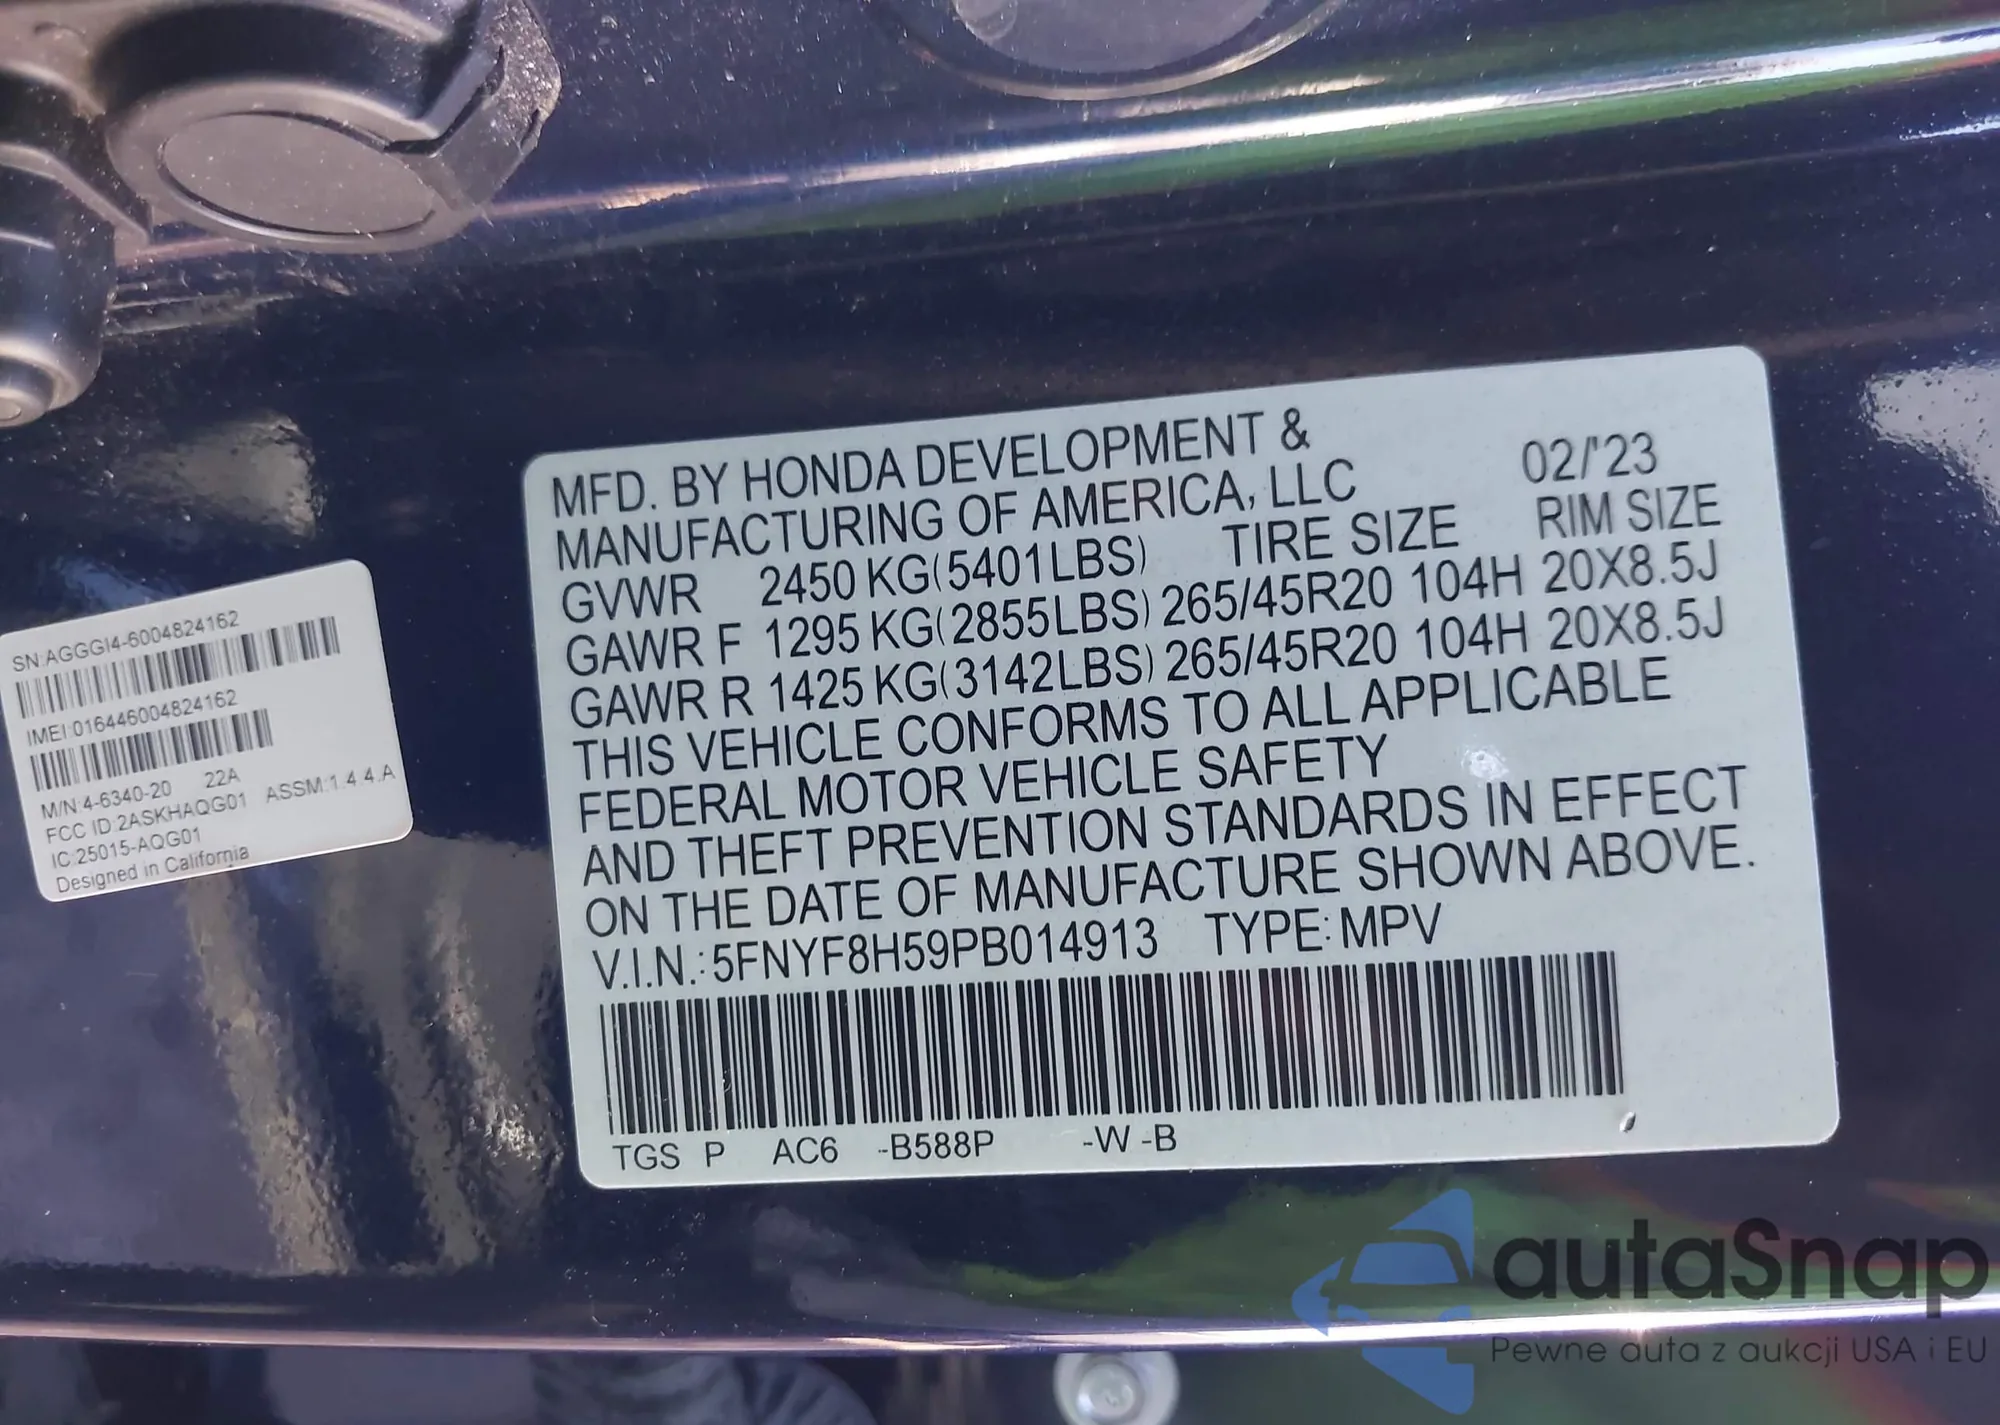 SN:AGGGI4-6004824162
IMEI:016446004824162
M/N:4-6340-20 22A
FCC ID:2ASKHAQG01 ASSM:1.4.4.A
IC:25015-AQG01
Designed in California
MFD. BY HONDA DEVELOPMENT &
MANUFACTURING OF AMERICA, LLC 02/'23
GVWR 2450 KG(5401LBS) TIRE SIZE RIM SIZE
GAWR F 1295 KG(2855LBS) 265/45R20 104H 20X8.5J
GAWR R 1425 KG(3142LBS) 265/45R20 104H 20X8.5J
THIS VEHICLE CONFORMS TO ALL APPLICABLE
FEDERAL MOTOR VEHICLE SAFETY
AND THEFT PREVENTION STANDARDS IN EFFECT
ON THE DATE OF MANUFACTURE SHOWN ABOVE.
V.I.N.:5FNYF8H59PB014913 TYPE:MPV
TGS P AC6 -B588P -W -B
autaSnap
Pewne auta z aukcji USA i EU